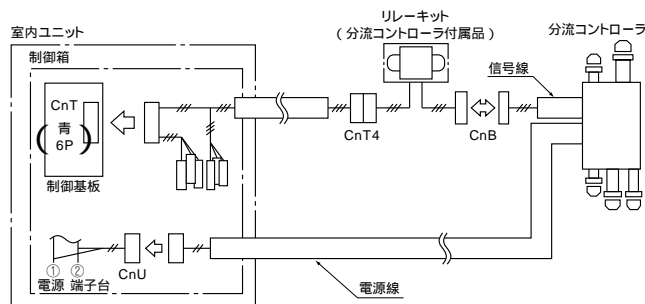 リレーキット
(分流コントローラ付属品)
分流コントローラ
室内ユニット
制御箱
信号線
CnT
青
6P
制御基板
CnT4
CnB
① ②
電源 端子台
CnU
電源線